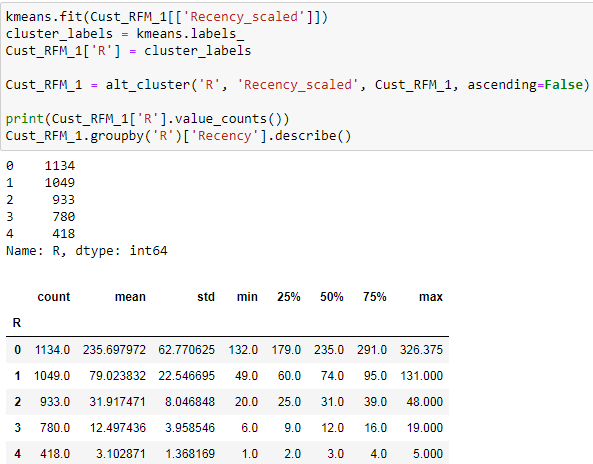 kmeans.fit(Cust_RFM_1[['Recency_scaled']])
cluster_labels = kmeans.labels_
Cust_RFM_1['R'] = cluster_labels
Cust_RFM_1 = alt_cluster('R', 'Recency_scaled', Cust_RFM_1, ascending=False)
print(Cust_RFM_1['R'].value_counts())
Cust_RFM_1.groupby('R')['Recency'].describe()
0 1134
1 1049
2 933
3 780
4 418
Name: R, dtype: int64
count mean std min 25% 50% 75% max
R
0 1134.0 235.697972 62.770625 132.0 179.0 235.0 291.0 326.375
1 1049.0 79.023832 22.546695 49.0 60.0 74.0 95.0 131.000
2 933.0 31.917471 8.046848 20.0 25.0 31.0 39.0 48.000
3 780.0 12.497436 3.958546 6.0 9.0 12.0 16.0 19.000
4 418.0 3.102871 1.368169 1.0 2.0 3.0 4.0 5.000